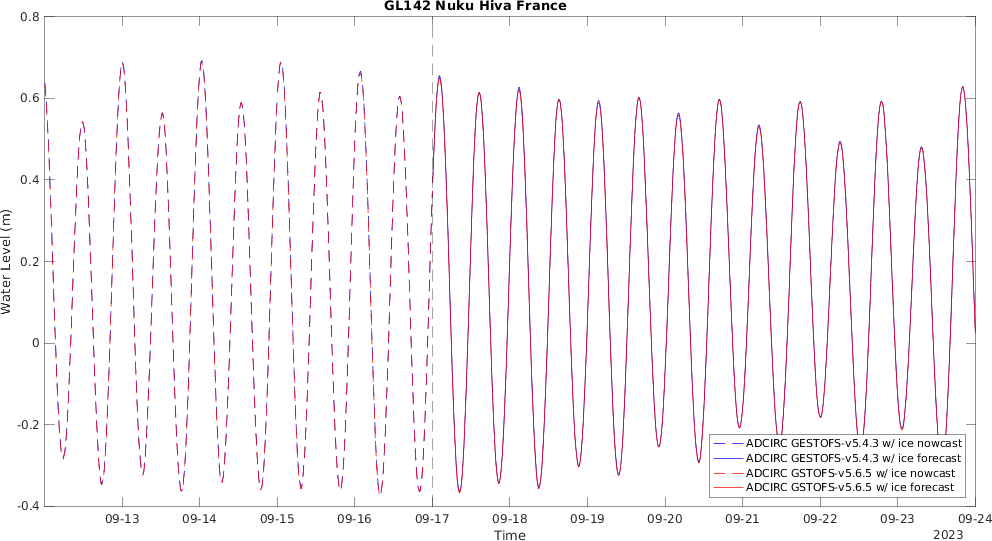 GL142 Nuku Hiva France
0.8
0.6
0.4
0.2
0
-0.2
-0.4
Water Level (m)
ADCIRC GESTOFS-v5.4.3 w/ ice nowcast
ADCIRC GESTOFS-v5.4.3 w/ ice forecast
ADCIRC GSTOFS-v5.6.5 w/ ice nowcast
ADCIRC GSTOFS-v5.6.5 w/ ice forecast
09-13 09-14 09-15 09-16 09-17 09-18 09-19 09-20 09-21 09-22 09-23 09-24
Time
2023